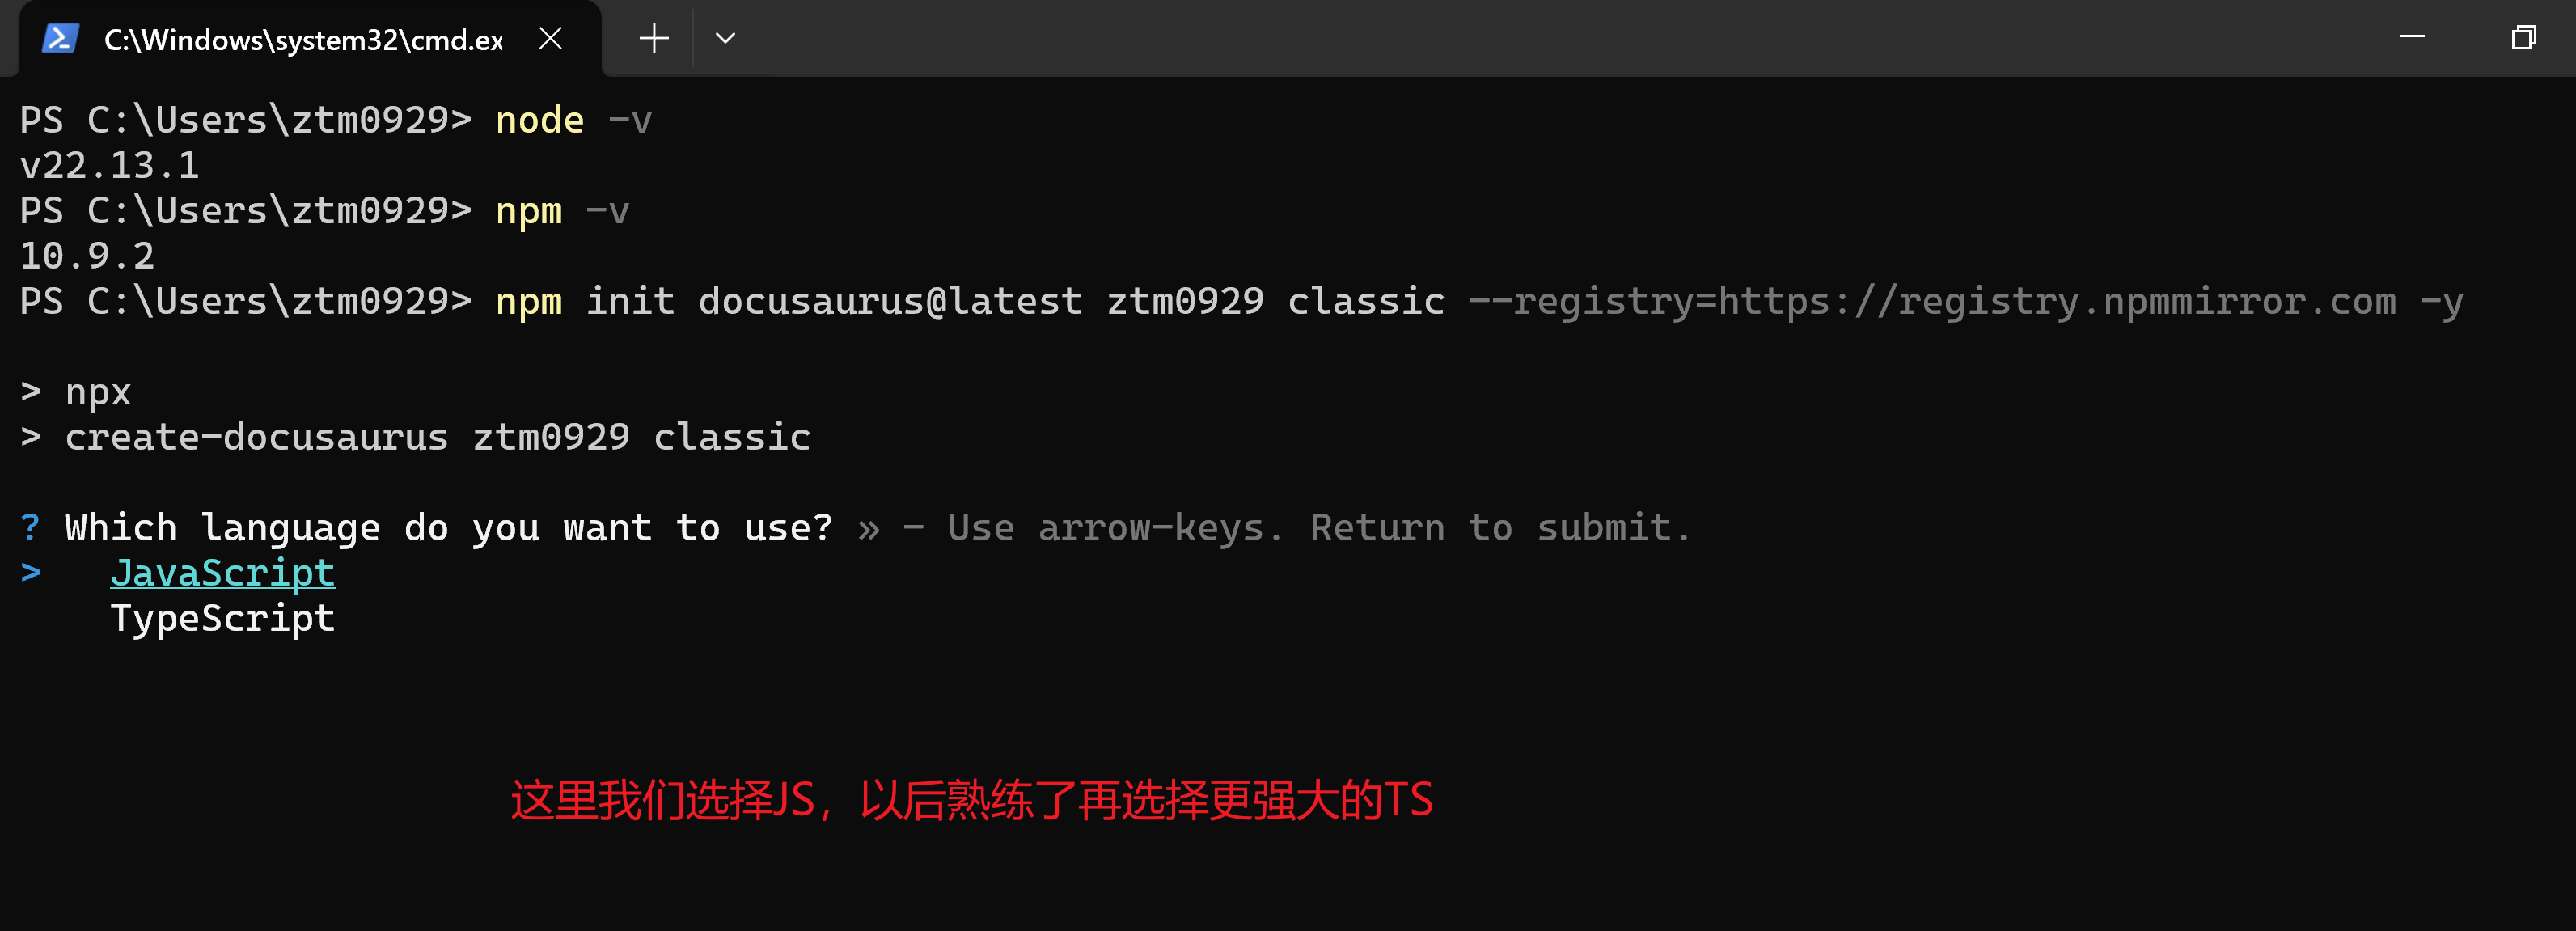 C:\Windows\system32\cmd.ex
PS C:\Users\ztm0929> node -v
v22.13.1
PS C:\Users\ztm0929> npm -v
10.9.2
PS C:\Users\ztm0929> npm init docusaurus@latest ztm0929 classic --registry=https://registry.npmmirror.com -y
> npx
> create-docusaurus ztm0929 classic
? Which language do you want to use? » - Use arrow-keys. Return to submit.
> JavaScript
TypeScript
这里我们选择JS，以后熟练了再选择更强大的TS